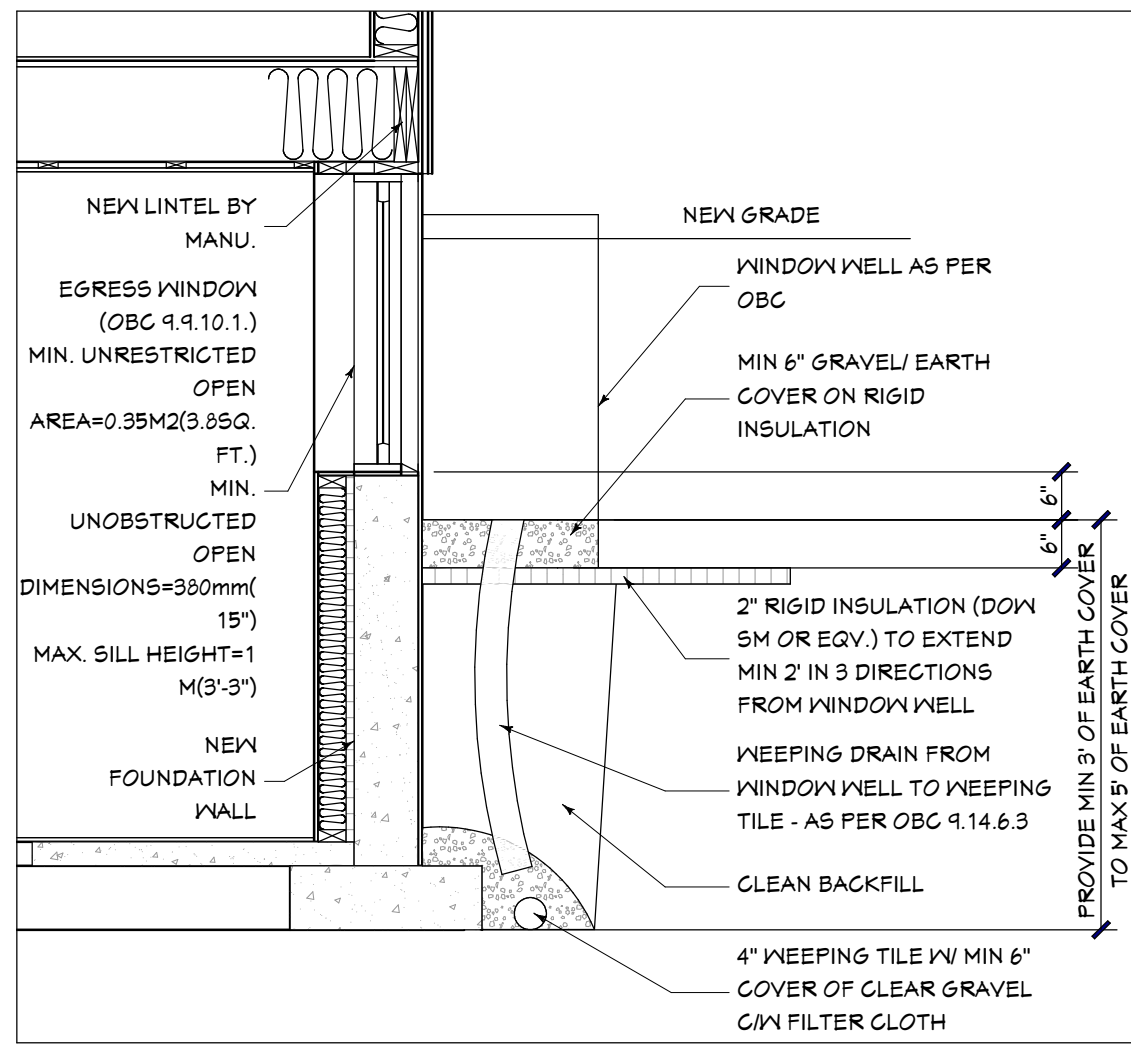 NEW LINTEL BY
MANU.
EGRESS WINDOW
(OBC 9.9.10.1.)
MIN. UNRESTRICTED
OPEN
AREA=0.35M2(3.8SQ.
FT.)
MIN.
UNOBSTRUCTED
OPEN
DIMENSIONS=380mm(
15")
MAX. SILL HEIGHT=1
M(3'-3")
NEW
FOUNDATION
WALL
NEW GRADE
WINDOW WELL AS PER
OBC
MIN 6" GRAVEL/ EARTH
COVER ON RIGID
INSULATION
6"
6"
2" RIGID INSULATION (DOW
SM OR EQV.) TO EXTEND
MIN 2' IN 3 DIRECTIONS
FROM WINDOW WELL
WEEPING DRAIN FROM
WINDOW WELL TO WEEPING
TILE - AS PER OBC 9.14.6.3
CLEAN BACKFILL
4" WEEPING TILE W/ MIN 6"
COVER OF CLEAR GRAVEL
C/W FILTER CLOTH
PROVIDE MIN 3' OF EARTH COVER
TO MAX 5' OF EARTH COVER